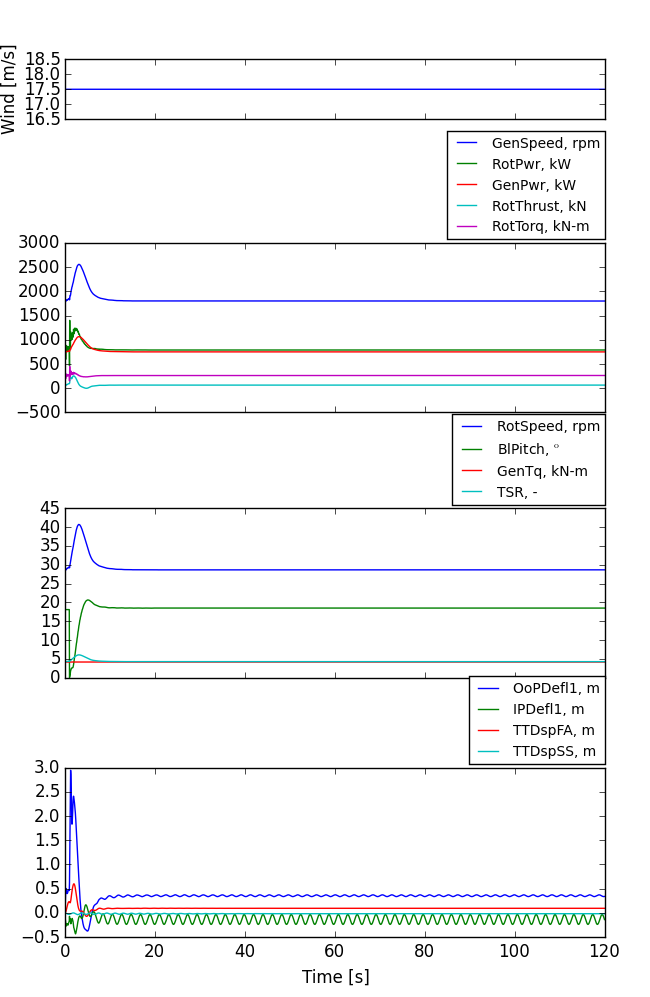 Wind [m/s]
18.5
18.0
17.5
17.0
16.5
GenSpeed, rpm
RotPwr, kW
GenPwr, kW
RotThrust, kN
RotTorq, kN-m
3000
2500
2000
1500
1000
500
0
−500
RotSpeed, rpm
BlPitch, °
GenTq, kN-m
TSR, -
45
40
35
30
25
20
15
10
5
0
OoPDefl1, m
IPDefl1, m
TTDspFA, m
TTDspSS, m
3.0
2.5
2.0
1.5
1.0
0.5
0.0
−0.5
0 20 40 60 80 100 120
Time [s]